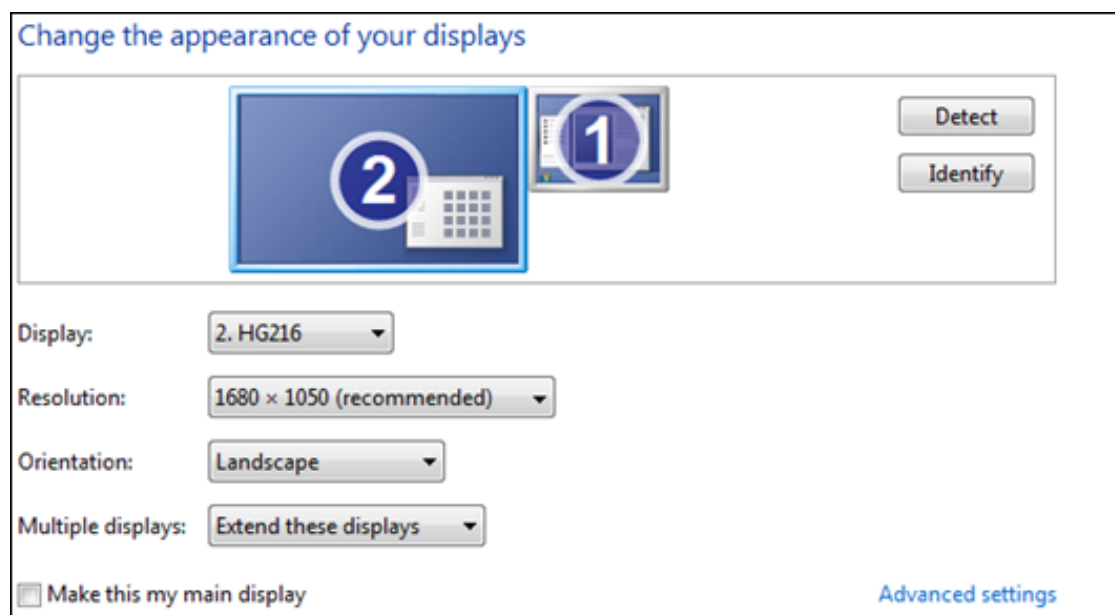 Change the appearance of your displays
2
1
Detect
Identify
Display: 2. HG216
Resolution: 1680 × 1050 (recommended)
Orientation: Landscape
Multiple displays: Extend these displays
Make this my main display
Advanced settings